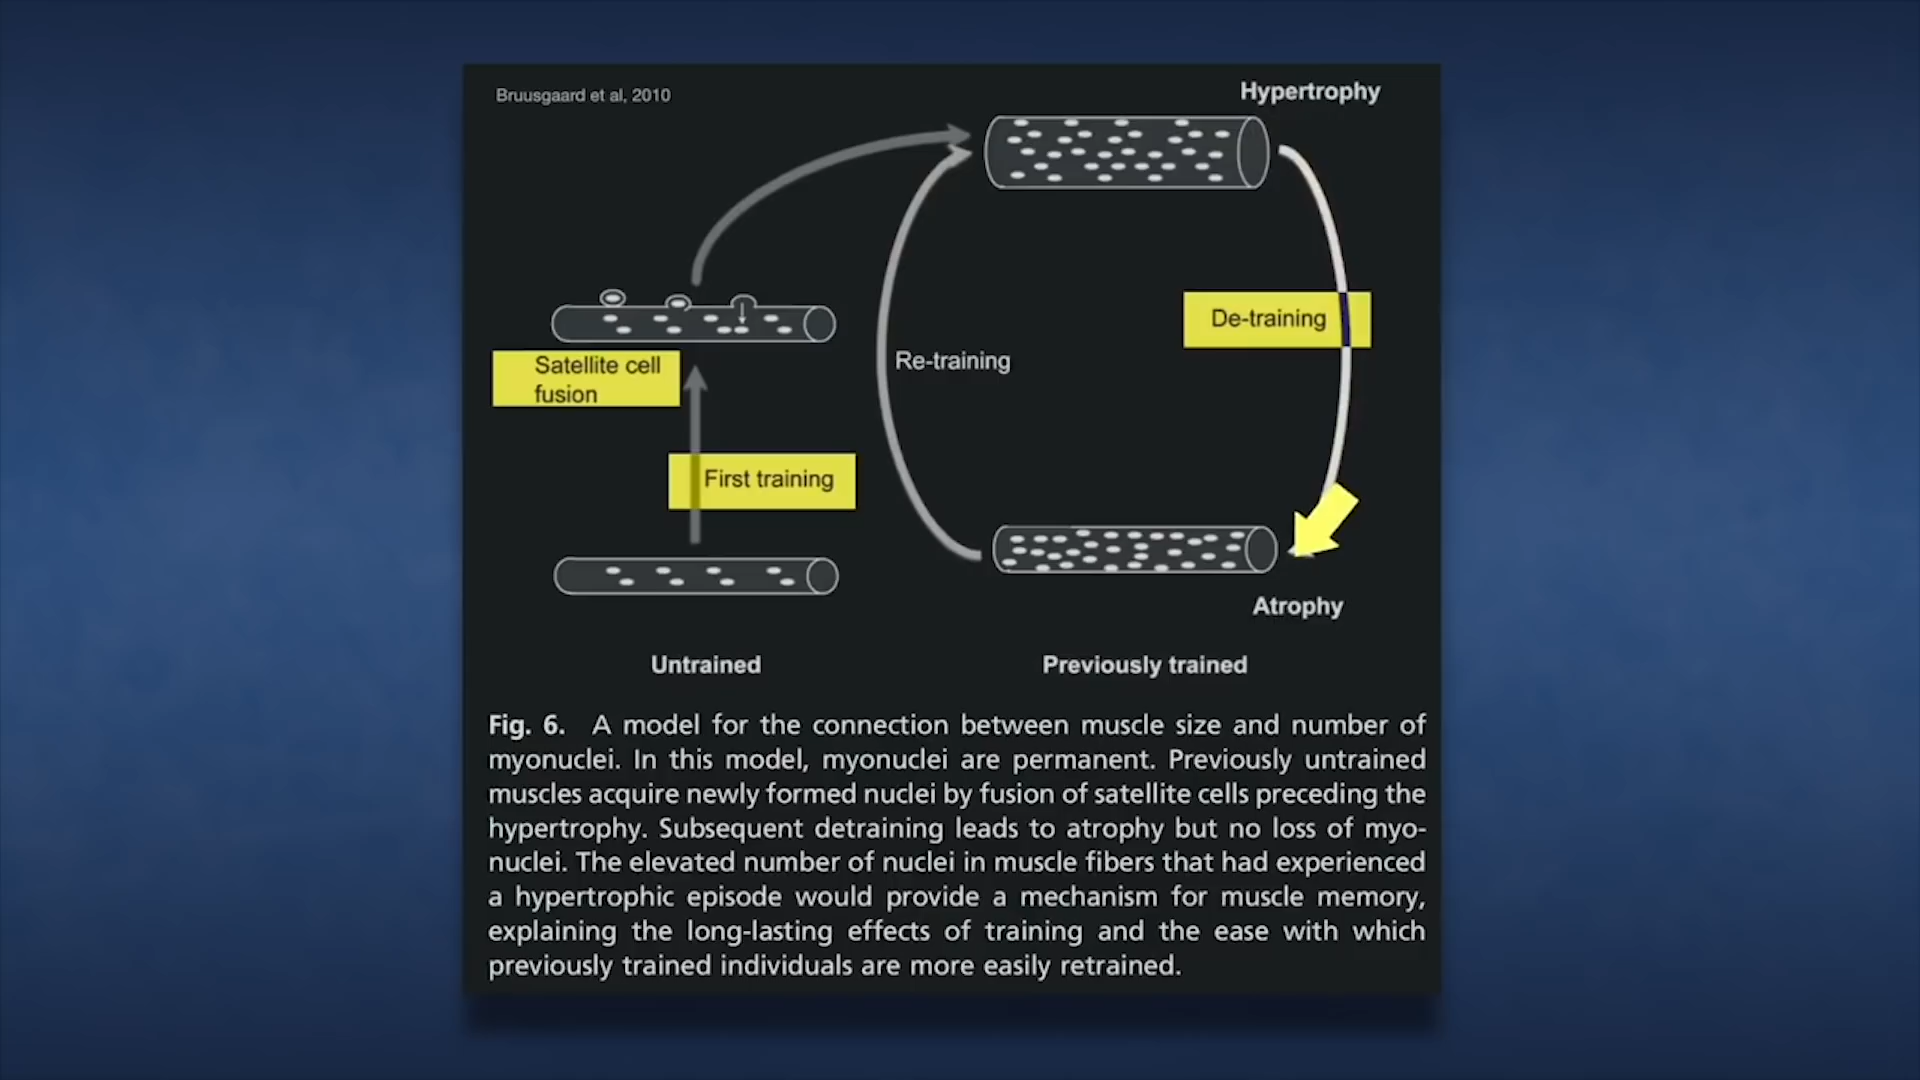 Bruusgaard et al, 2010
Hypertrophy
De-training
Satellite cell
fusion
Re-training
First training
Atrophy
Untrained
Previously trained
Fig. 6. A model for the connection between muscle size and number of
myonuclei. In this model, myonuclei are permanent. Previously untrained
muscles acquire newly formed nuclei by fusion of satellite cells preceding the
hypertrophy. Subsequent detraining leads to atrophy but no loss of myo-
nuclei. The elevated number of nuclei in muscle fibers that had experienced
a hypertrophic episode would provide a mechanism for muscle memory,
explaining the long-lasting effects of training and the ease with which
previously trained individuals are more easily retrained.